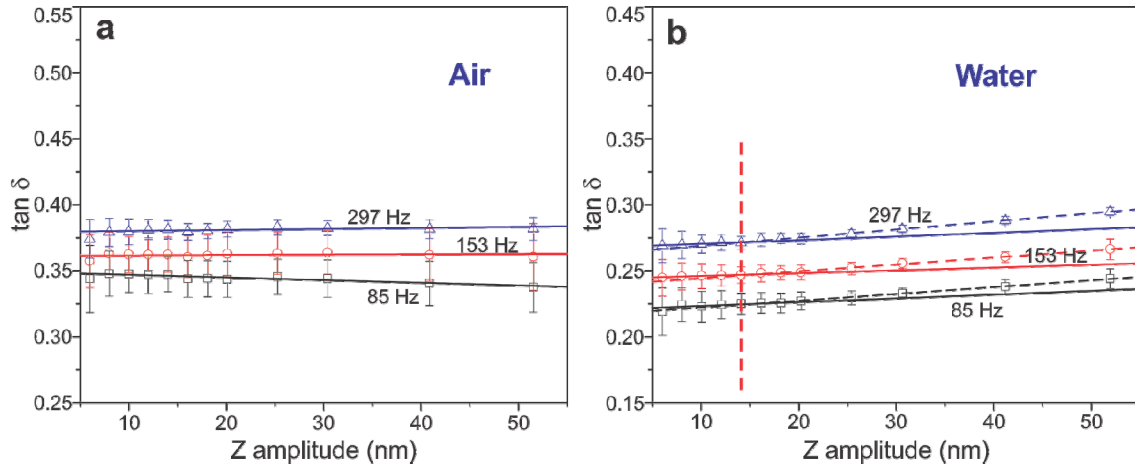 a
Air
0.55
0.50
0.45
0.40
0.35
0.30
0.25
tan δ
297 Hz
153 Hz
85 Hz
10 20 30 40 50
Z amplitude (nm)
b
Water
0.45
0.40
0.35
0.30
0.25
0.20
0.15
tan δ
297 Hz
153 Hz
85 Hz
10 20 30 40 50
Z amplitude (nm)